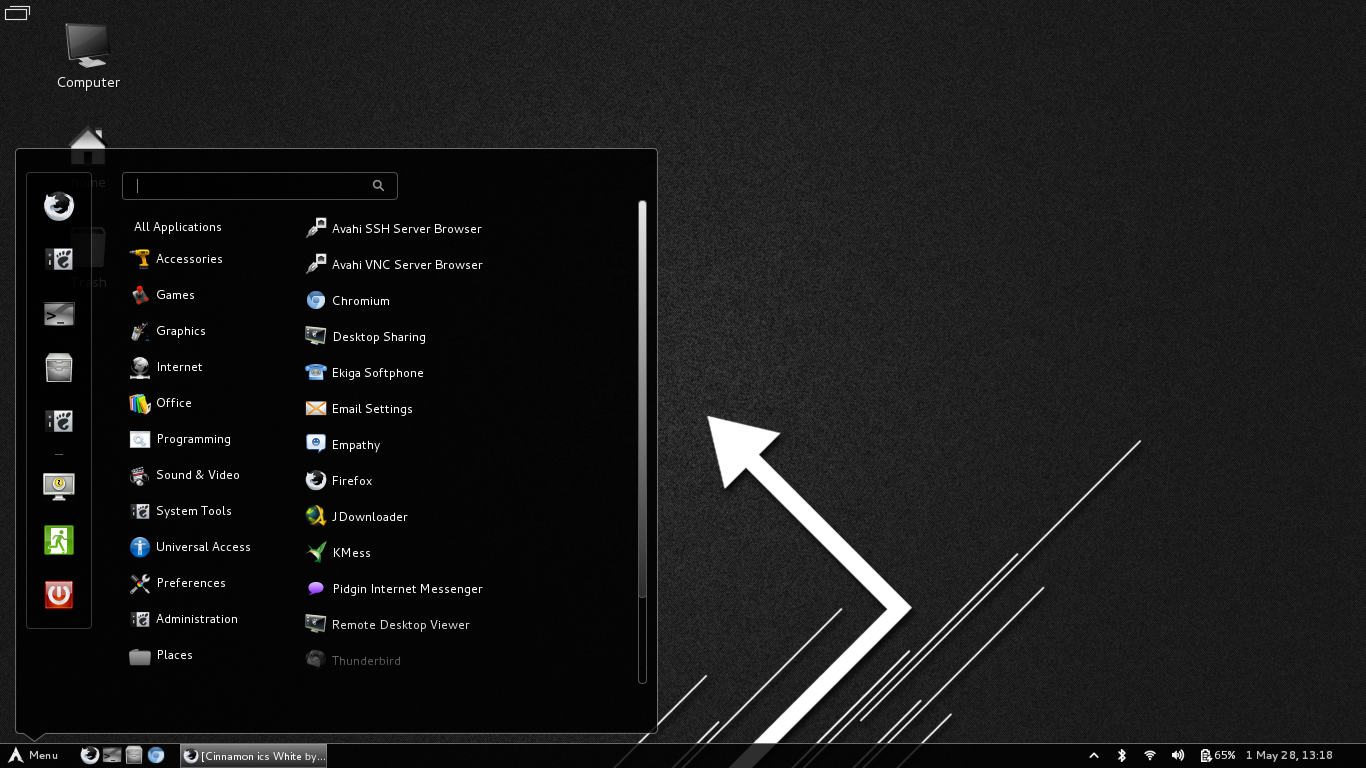 Computer
Home
Trash
All Applications
Accessories
Games
Graphics
Internet
Office
Programming
Sound & Video
System Tools
Universal Access
Preferences
Administration
Places
Avahi SSH Server Browser
Avahi VNC Server Browser
Chromium
Desktop Sharing
Ekiga Softphone
Email Settings
Empathy
Firefox
JDownloader
KMess
Pidgin Internet Messenger
Remote Desktop Viewer
Thunderbird
Menu
[Cinnamon ics White by...
65%
1 May 28, 13:18